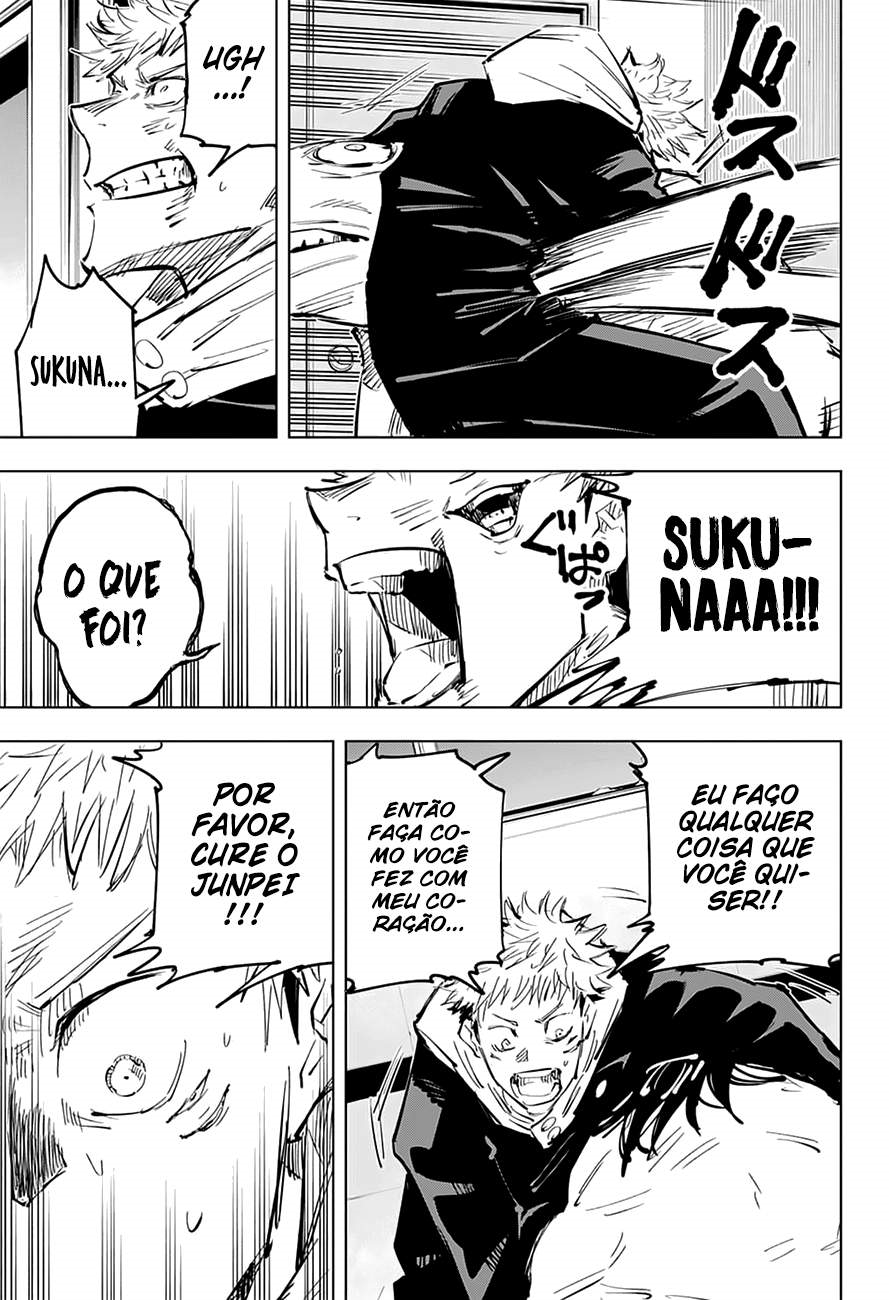 ドスドス
UGH
...!
SUKUNA...
SUKU-
NAAA!!!
ぐぱっ
O QUE
FOI?
EU FAÇO
QUALQUER
COISA QUE
VOCÊ QUI-
SER!!
ENTÃO
FAÇA CO-
MO VOCÊ
FEZ COM
MEU CO-
RAÇÃO...
POR
FAVOR,
CURE O
JUNPEI
!!!